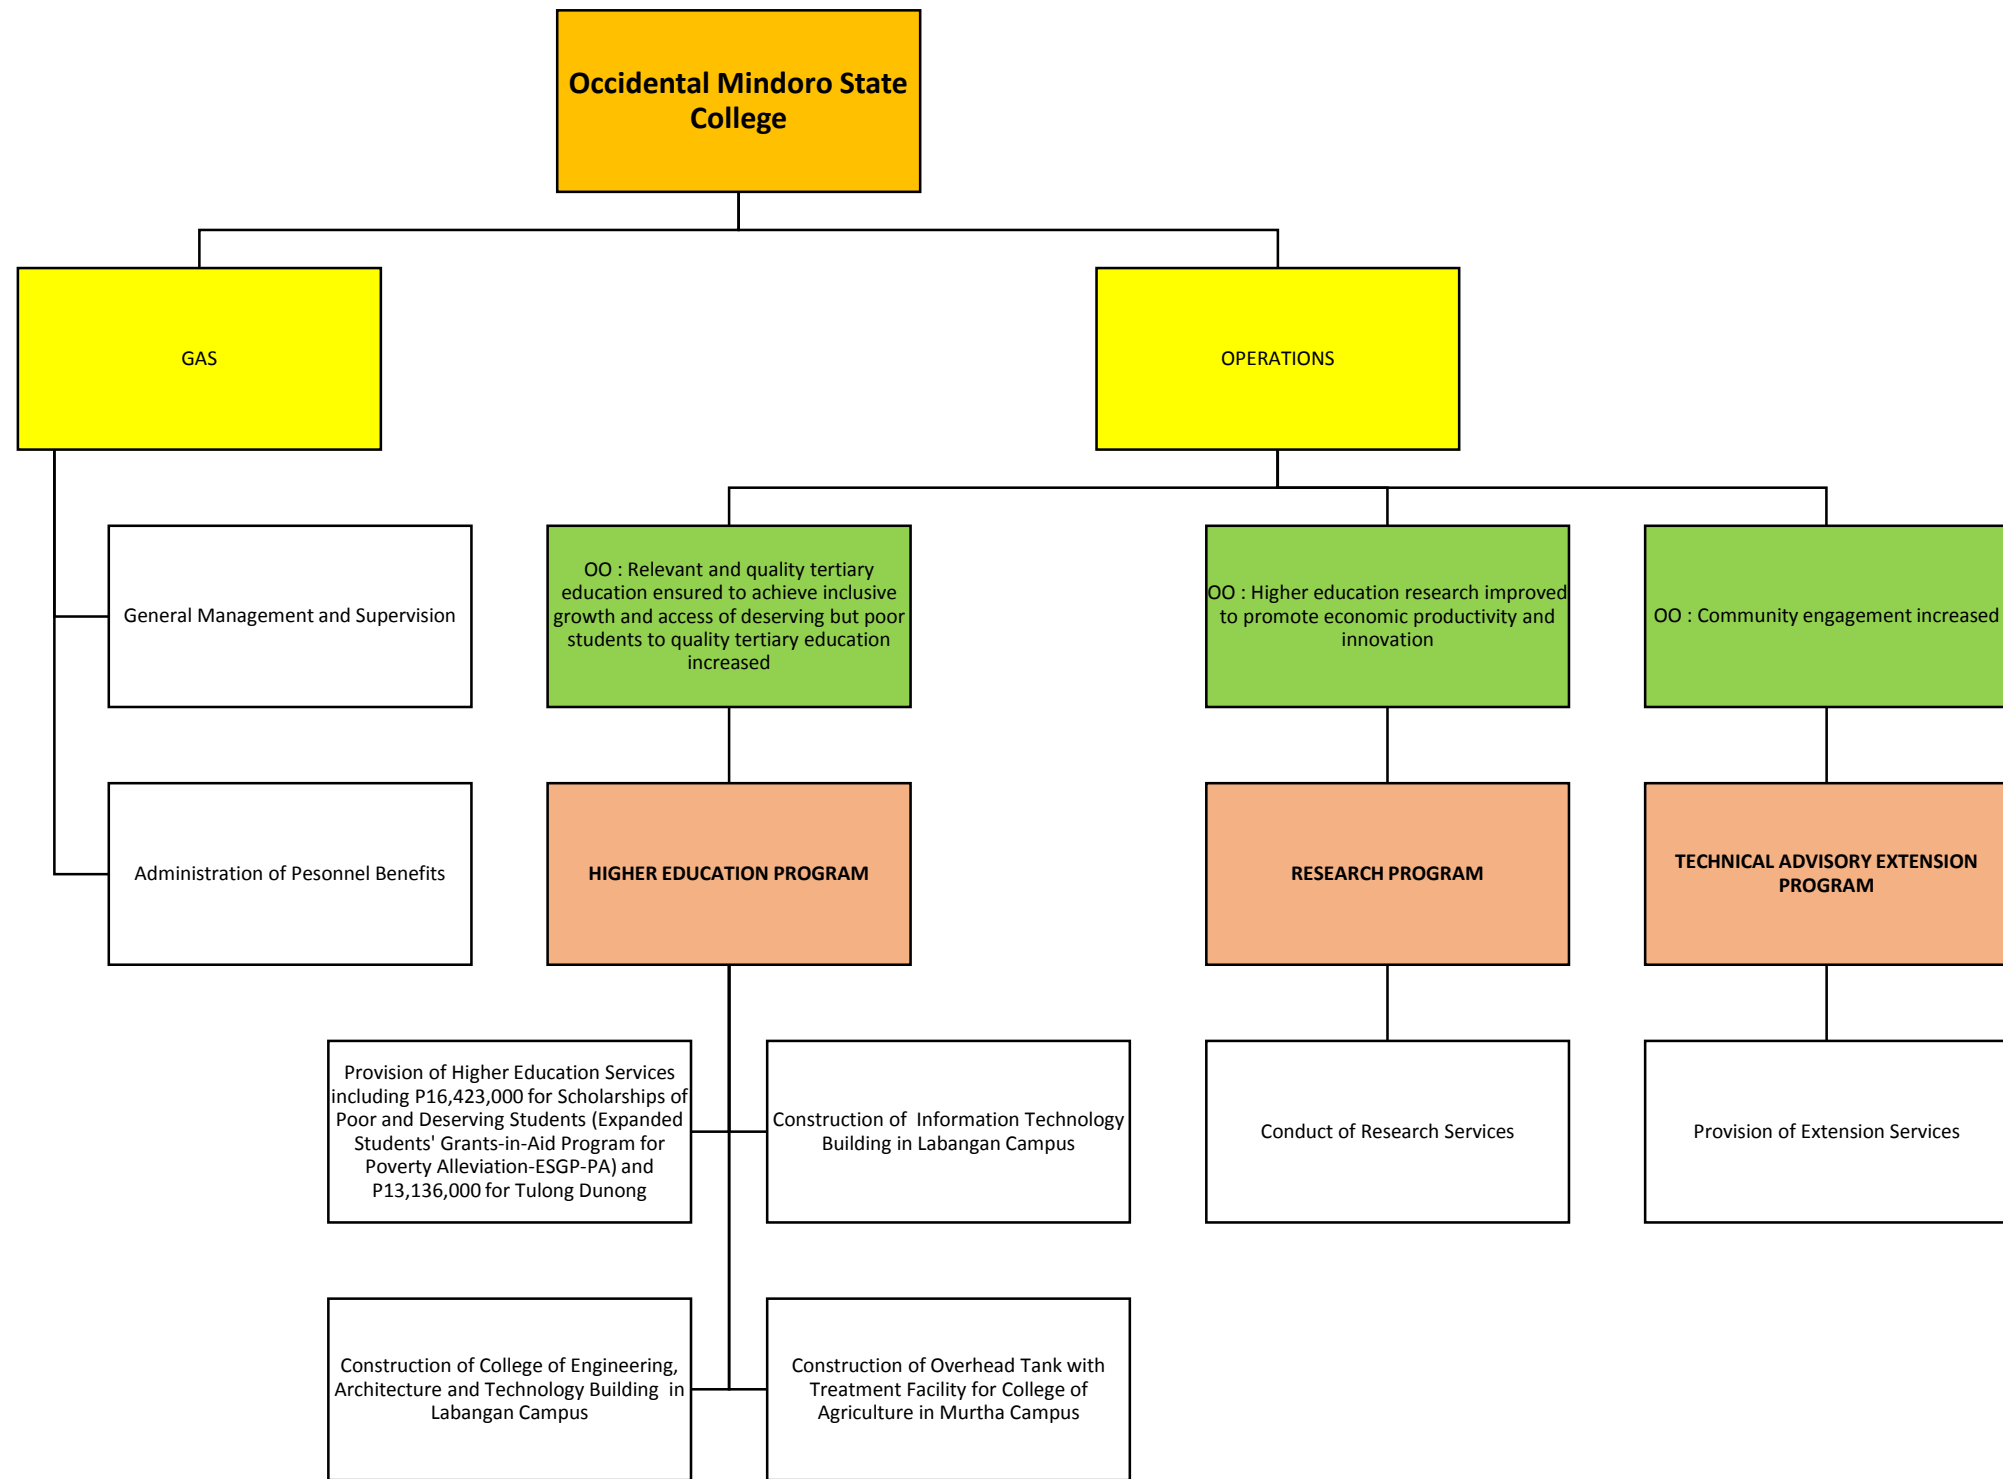 Occidental Mindoro State
College
GAS
OPERATIONS
General Management and Supervision
OO : Relevant and quality tertiary
education ensured to achieve inclusive
growth and access of deserving but poor
students to quality tertiary education
increased
OO : Higher education research improved
to promote economic productivity and
innovation
OO : Community engagement increased
Administration of Pesonnel Benefits
HIGHER EDUCATION PROGRAM
RESEARCH PROGRAM
TECHNICAL ADVISORY EXTENSION
PROGRAM
Provision of Higher Education Services
including P16,423,000 for Scholarships of
Poor and Deserving Students (Expanded
Students' Grants-in-Aid Program for
Poverty Alleviation-ESGP-PA) and
P13,136,000 for Tulong Dunong
Construction of  Information Technology
Building in Labangan Campus
Conduct of Research Services
Provision of Extension Services
Construction of College of Engineering,
Architecture and Technology Building  in
Labangan Campus
Construction of Overhead Tank with
Treatment Facility for College of
Agriculture in Murtha Campus